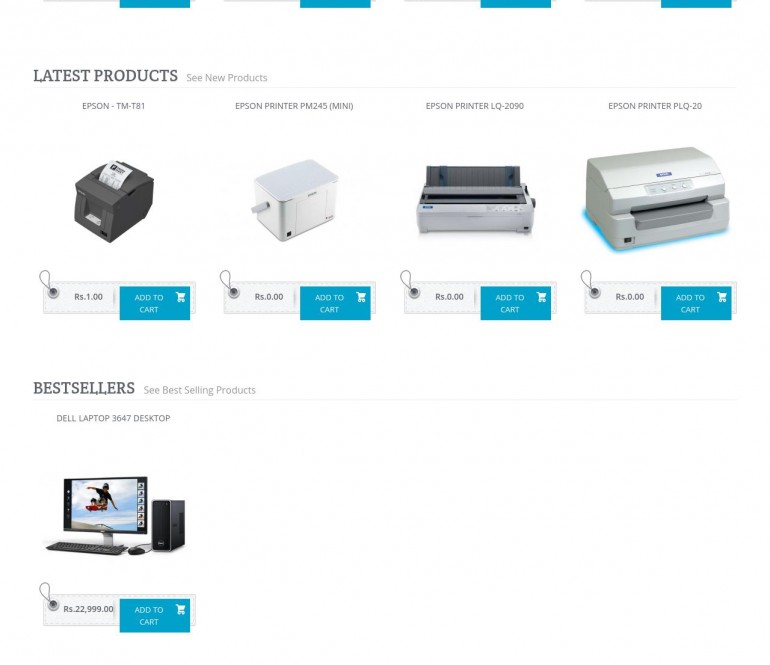 LATEST PRODUCTS See New Products
EPSON - TM-T81 EPSON PRINTER PM245 (MINI) EPSON PRINTER LQ-2090 EPSON PRINTER PLQ-20
Rs.1.00 ADD TO CART Rs.0.00 ADD TO CART Rs.0.00 ADD TO CART Rs.0.00 ADD TO CART
BESTSELLERS See Best Selling Products
DELL LAPTOP 3647 DESKTOP
Rs.22,999.00 ADD TO CART